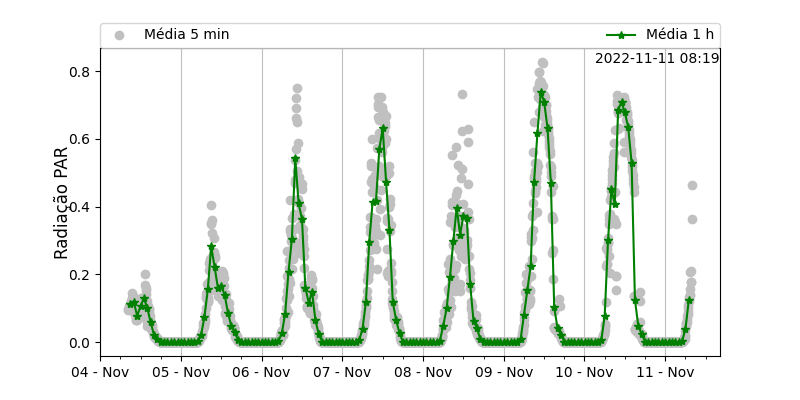 Média 5 min
Média 1 h
2022-11-11 08:19
Radiação PAR
0.8
0.6
0.4
0.2
0.0
04 - Nov
05 - Nov
06 - Nov
07 - Nov
08 - Nov
09 - Nov
10 - Nov
11 - Nov